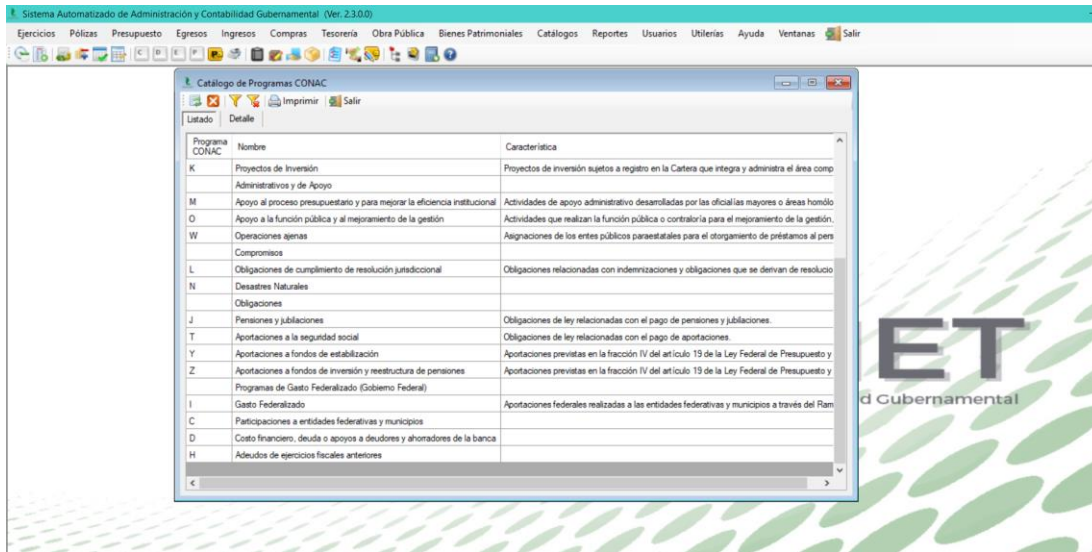 Sistema Automatizado de Administración y Contabilidad Gubernamental (Ver. 2.3.0.0)
Ejercicios Pólizas Presupuesto Egresos Ingresos Compras Tesorería Obra Pública Bienes Patrimoniales Catálogos Reportes Usuarios Utilerías Ayuda Ventanas Salir
C D E P P
Catálogo de Programas CONAC
Imprimir Salir
Listado Detalle
Programa CONAC Nombre Característica
K Proyectos de Inversión Proyectos de inversión sujetos a registro en la Cartera que integra y administra el área comp
Administrativos y de Apoyo
M Apoyo al proceso presupuestario y para mejorar la eficiencia institucional Actividades de apoyo administrativo desarrolladas por las oficialías mayores o áreas homólo
O Apoyo a la función pública y al mejoramiento de la gestión Actividades que realizan la función pública o contraloría para el mejoramiento de la gestión.
W Operaciones ajenas Asignaciones de los entes públicos paraestatales para el otorgamiento de préstamos al pers
Compromisos
L Obligaciones de cumplimiento de resolución jurisdiccional Obligaciones relacionadas con indemnizaciones y obligaciones que se derivan de resolucio
N Desastres Naturales
Obligaciones
J Pensiones y jubilaciones Obligaciones de ley relacionadas con el pago de pensiones y jubilaciones.
T Aportaciones a la seguridad social Obligaciones de ley relacionadas con el pago de aportaciones.
Y Aportaciones a fondos de estabilización Aportaciones previstas en la fracción IV del artículo 19 de la Ley Federal de Presupuesto y
Z Aportaciones a fondos de inversión y reestructura de pensiones Aportaciones previstas en la fracción IV del artículo 19 de la Ley Federal de Presupuesto y
Programas de Gasto Federalizado (Gobierno Federal)
I Gasto Federalizado Aportaciones federales realizadas a las entidades federativas y municipios a través del Ram
C Participaciones a entidades federativas y municipios
D Costo financiero, deuda o apoyos a deudores y ahorradores de la banca
H Adeudos de ejercicios fiscales anteriores
ET
d Gubernamental